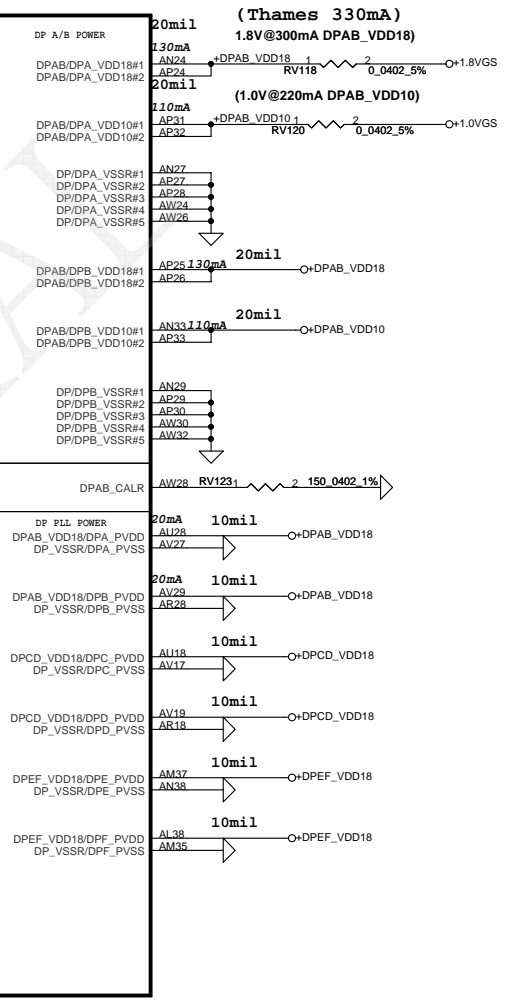 (Thames 330mA)
DP A/B POWER 20mil 1.8V@300mA DPAB_VDD18)
130mA
DPAB/DPA_VDD18#1 AN24 +DPAB_VDD18 1 2 +1.8VGS
DPAB/DPA_VDD18#2 AP24 RV118 0_0402_5%
20mil
110mA (1.0V@220mA DPAB_VDD10)
DPAB/DPA_VDD10#1 AP31 +DPAB_VDD10 1 2 +1.0VGS
DPAB/DPA_VDD10#2 AP32 RV120 0_0402_5%
DP/DPA_VSSR#1 AN27
DP/DPA_VSSR#2 AP27
DP/DPA_VSSR#3 AP28
DP/DPA_VSSR#4 AW24
DP/DPA_VSSR#5 AW26
20mil
DPAB/DPB_VDD18#1 AP25 130mA +DPAB_VDD18
DPAB/DPB_VDD18#2 AP26
20mil
DPAB/DPB_VDD10#1 AN33 110mA +DPAB_VDD10
DPAB/DPB_VDD10#2 AP33
DP/DPB_VSSR#1 AN29
DP/DPB_VSSR#2 AP29
DP/DPB_VSSR#3 AP30
DP/DPB_VSSR#4 AW30
DP/DPB_VSSR#5 AW32
DPAB_CALR AW28 RV123 1 2 150_0402_1%
DP PLL POWER 20mA 10mil
DPAB_VDD18/DPA_PVDD AU28 +DPAB_VDD18
DP_VSSR/DPA_PVSS AV27
20mA 10mil
DPAB_VDD18/DPB_PVDD AV29 +DPAB_VDD18
DP_VSSR/DPB_PVSS AR28
10mil
DPCD_VDD18/DPC_PVDD AU18 +DPCD_VDD18
DP_VSSR/DPC_PVSS AV17
10mil
DPCD_VDD18/DPD_PVDD AV19 +DPCD_VDD18
DP_VSSR/DPD_PVSS AR18
10mil
DPEF_VDD18/DPE_PVDD AM37 +DPEF_VDD18
DP_VSSR/DPE_PVSS AN38
10mil
DPEF_VDD18/DPF_PVDD AL38 +DPEF_VDD18
DP_VSSR/DPF_PVSS AM35